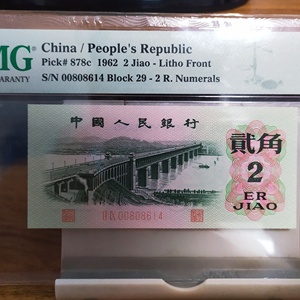 MG
ARANTY
China / People's Republic
Pick# 878c 1962 2 Jiao - Litho Front
S/N 00808614 Block 29 - 2 R. Numerals
中國人民銀行
貳角
2
ER
JIAO
00808614